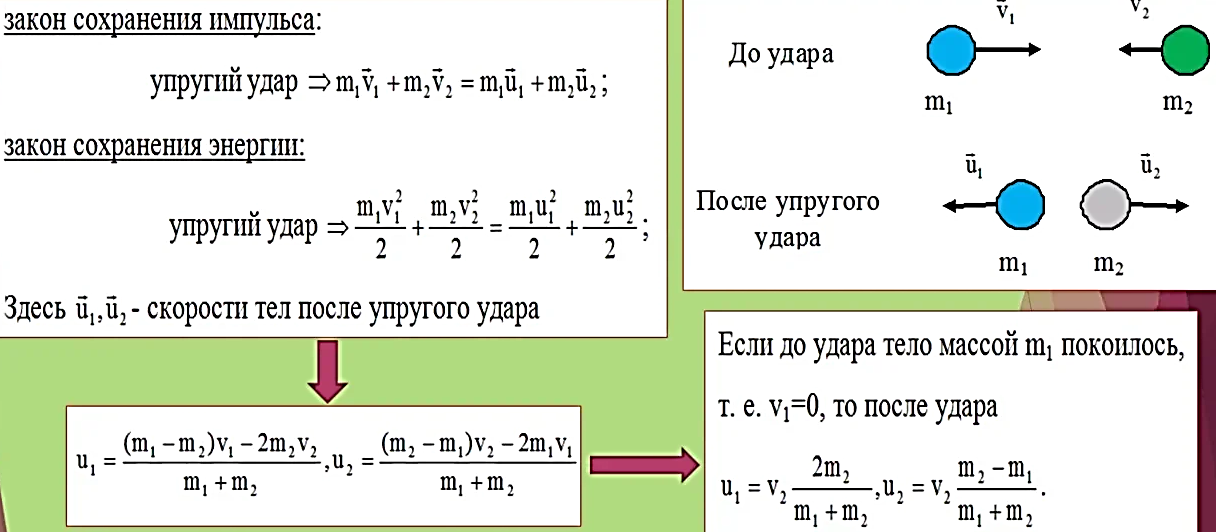 закон сохранения импульса:
упругий удар ⇒ m₁v⃗₁ + m₂v⃗₂ = m₁u⃗₁ + m₂u⃗₂ ;
закон сохранения энергии:
упругий удар ⇒ m₁v₁²/2 + m₂v₂²/2 = m₁u₁²/2 + m₂u₂²/2 ;
Здесь u⃗₁,u⃗₂ - скорости тел после упругого удара
u₁ = ((m₁ − m₂)v₁ − 2m₂v₂)/(m₁ + m₂) ,u₂ = ((m₂ − m₁)v₂ − 2m₁v₁)/(m₁ + m₂)
v⃗₁ v₂
До удара
m₁ m₂
u⃗₁ u⃗₂
После упругого
удара
m₁ m₂
Если до удара тело массой m₁ покоилось,
т. е. v₁=0, то после удара
u₁ = v₂ 2m₂/(m₁ + m₂) ,u₂ = v₂ (m₂ − m₁)/(m₁ + m₂) .